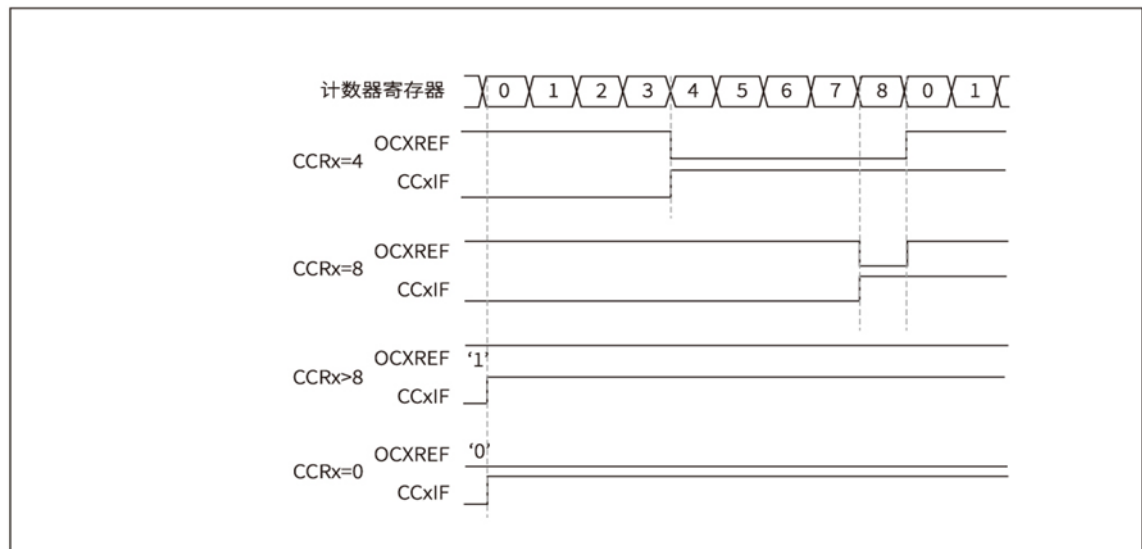 计数器寄存器 0 1 2 3 4 5 6 7 8 0 1
OCXREF
CCRx=4
CCxIF
OCXREF
CCRx=8
CCxIF
OCXREF ‘1’
CCRx>8
CCxIF
OCXREF ‘0’
CCRx=0
CCxIF